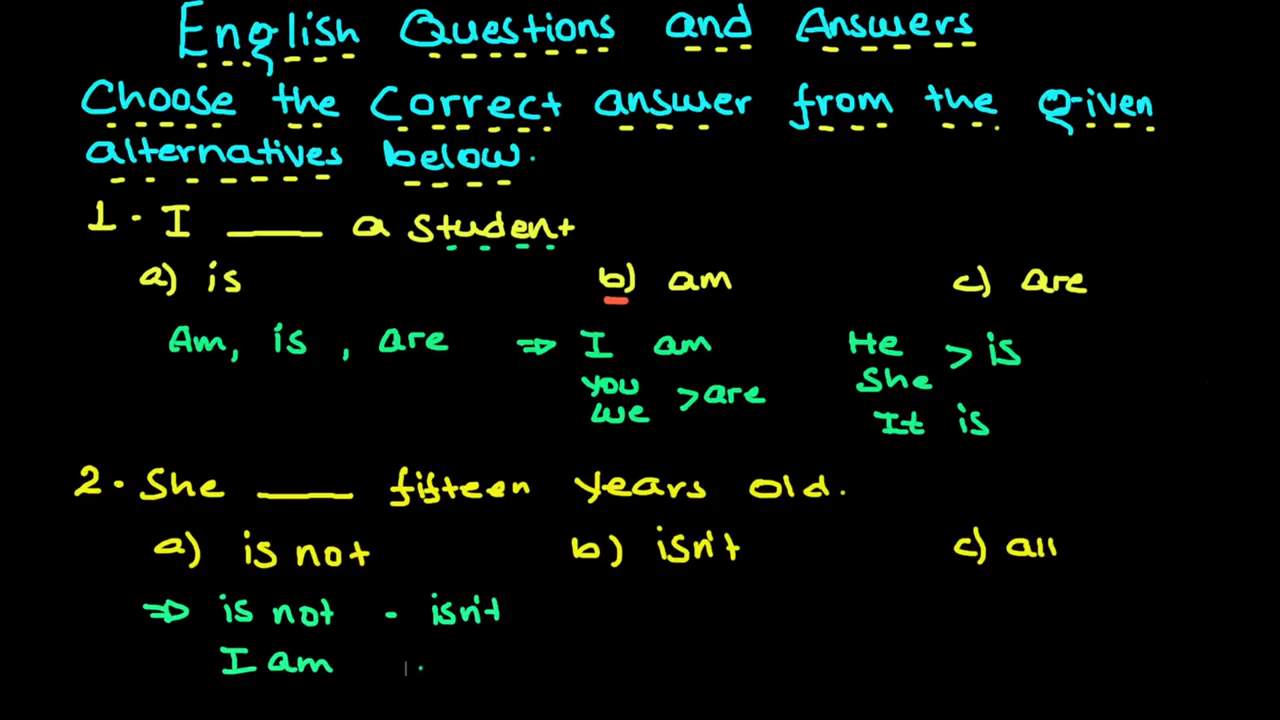 English Questions and Answers
Choose the Correct answer from the given
alternatives below.
1. I ____ a student
a) is b) am c) are
Am, is, are ⇒ I am He > is
you She
we > are It is
2. She ____ fifteen years old.
a) is not b) isn't c) all
⇒ is not - isn't
I am